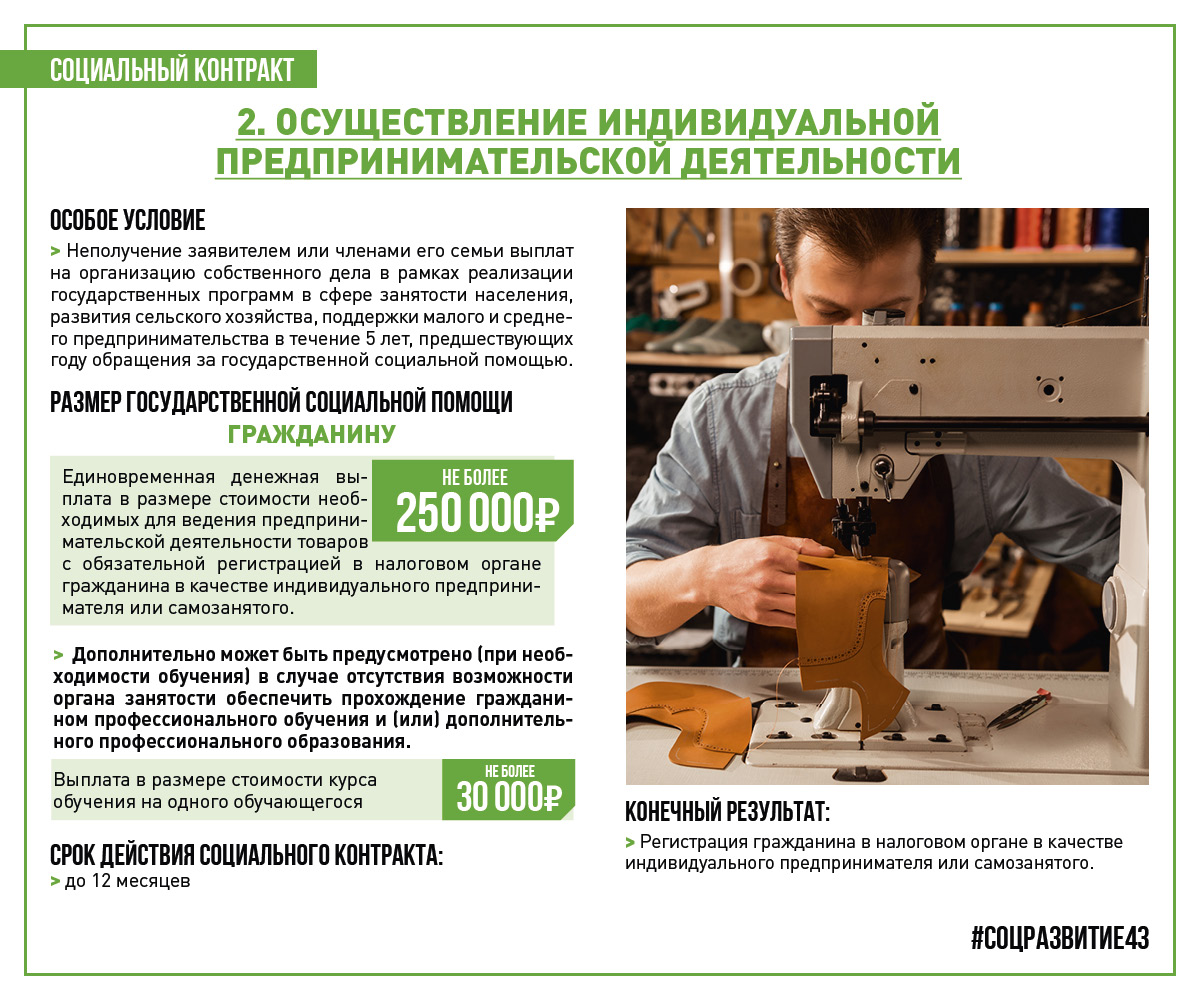 СОЦИАЛЬНЫЙ КОНТРАКТ
2. ОСУЩЕСТВЛЕНИЕ ИНДИВИДУАЛЬНОЙ
ПРЕДПРИНИМАТЕЛЬСКОЙ ДЕЯТЕЛЬНОСТИ
ОСОБОЕ УСЛОВИЕ
> Неполучение заявителем или членами его семьи выплат
на организацию собственного дела в рамках реализации
государственных программ в сфере занятости населения,
развития сельского хозяйства, поддержки малого и средне-
го предпринимательства в течение 5 лет, предшествующих
году обращения за государственной социальной помощью.
РАЗМЕР ГОСУДАРСТВЕННОЙ СОЦИАЛЬНОЙ ПОМОЩИ
ГРАЖДАНИНУ
Единовременная денежная вы-
плата в размере стоимости необ-
ходимых для ведения предприни-
мательской деятельности товаров
с обязательной регистрацией в налоговом органе
гражданина в качестве индивидуального предприни-
мателя или самозанятого.
НЕ БОЛЕЕ
250 000₽
> Дополнительно может быть предусмотрено (при необ-
ходимости обучения) в случае отсутствия возможности
органа занятости обеспечить прохождение граждани-
ном профессионального обучения и (или) дополнитель-
ного профессионального образования.
Выплата в размере стоимости курса
обучения на одного обучающегося
НЕ БОЛЕЕ
30 000₽
СРОК ДЕЙСТВИЯ СОЦИАЛЬНОГО КОНТРАКТА:
> до 12 месяцев
КОНЕЧНЫЙ РЕЗУЛЬТАТ:
> Регистрация гражданина в налоговом органе в качестве
индивидуального предпринимателя или самозанятого.
#СОЦРАЗВИТИЕ43